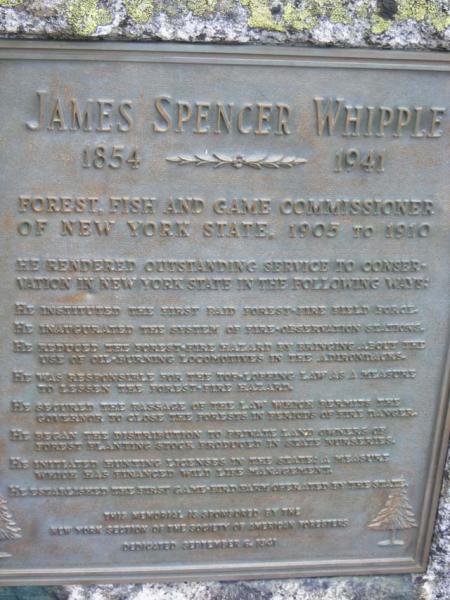 JAMES SPENCER WHIPPLE
1854 1941
FOREST, FISH AND GAME COMMISSIONER
OF NEW YORK STATE, 1905 TO 1910
HE RENDERED OUTSTANDING SERVICE TO CONSER-
VATION IN NEW YORK STATE IN THE FOLLOWING WAYS:
HE INSTITUTED THE FIRST PAID FOREST-FIRE FIELD FORCE.
HE INAUGURATED THE SYSTEM OF FIRE-OBSERVATION STATIONS.
HE REDUCED THE FOREST-FIRE HAZARD BY BRINGING ABOUT THE
USE OF OIL-BURNING LOCOMOTIVES IN THE ADIRONDACKS.
HE WAS RESPONSIBLE FOR THE TOP-LOPPING LAW AS A MEASURE
TO LESSEN THE FOREST-FIRE HAZARD.
HE SECURED THE PASSAGE OF THE LAW WHICH PERMITS THE
GOVERNOR TO CLOSE THE FORESTS IN PERIODS OF FIRE DANGER.
HE BEGAN THE DISTRIBUTION TO PRIVATE LAND OWNERS OF
FOREST PLANTING STOCK PRODUCED IN STATE NURSERIES.
HE INITIATED HUNTING LICENSES IN THE STATE: A MEASURE
WHICH HAS FINANCED WILD LIFE MANAGEMENT.
HE ESTABLISHED THE FIRST GAME-BIRD FARM OPERATED BY THE STATE.
THIS MEMORIAL IS SPONSORED BY THE
NEW YORK SECTION OF THE SOCIETY OF AMERICAN FORESTERS
DEDICATED SEPTEMBER